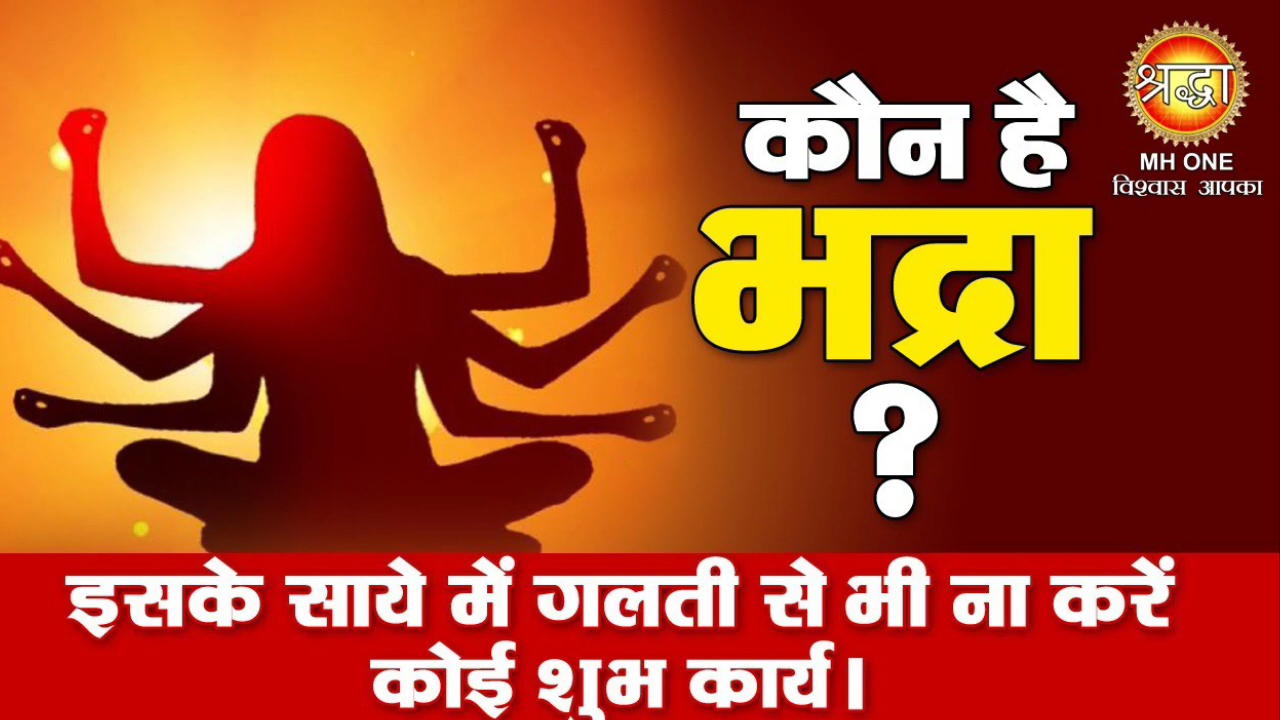 कौन है
भद्रा
?
श्रद्धा
MH ONE
विश्वास आपका
इसके साये में गलती से भी ना करें
कोई शुभ कार्य।